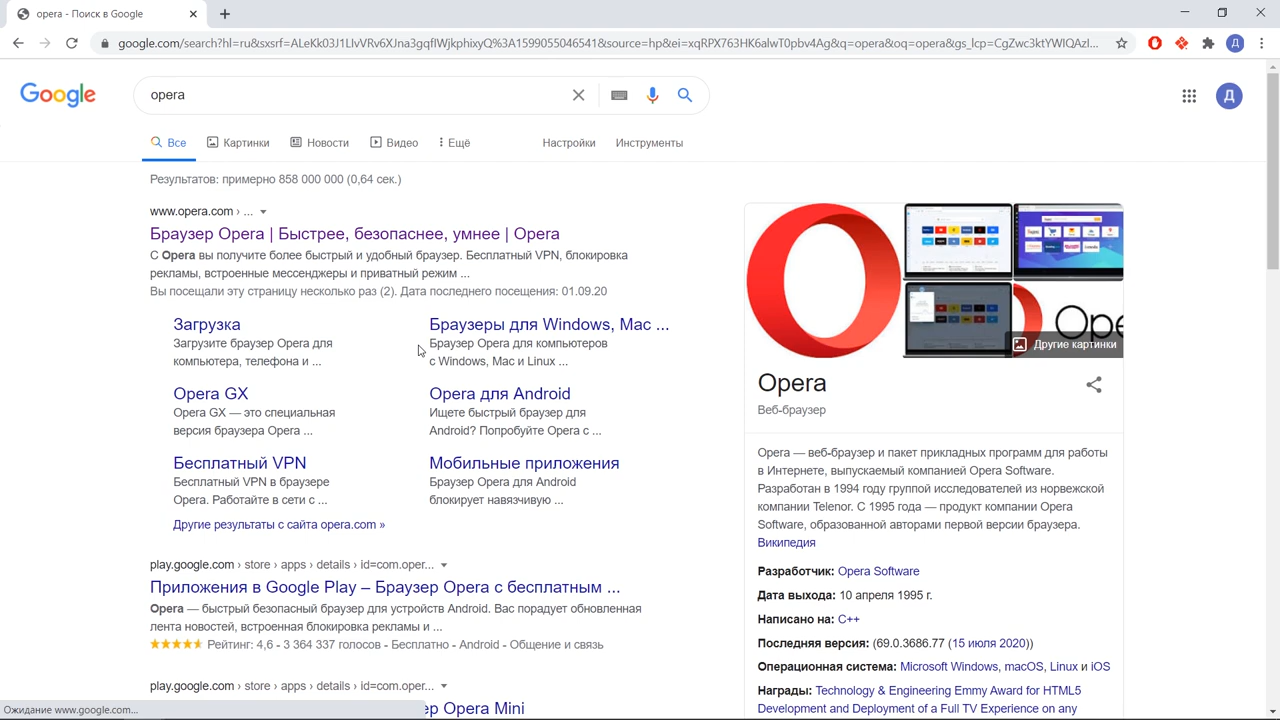 opera - Поиск в Google
google.com/search?hl=ru&sxsrf=ALeKk03J1LIvVRv6XJna3gqfIWjkphixyQ%3A1599055046541&source=hp&ei=xqRPX763HK6alwT0pbv4Ag&q=opera&oq=opera&gs_lcp=CgZwc3ktYWIQAzI...
Д
Google
opera
Д
Все
Картинки
Новости
Видео
Ещё
Настройки
Инструменты
Результатов: примерно 858 000 000 (0,64 сек.)
www.opera.com › ...
Браузер Opera | Быстрее, безопаснее, умнее | Opera
С Opera вы получите более быстрый и удобный браузер. Бесплатный VPN, блокировка
рекламы, встроенные мессенджеры и приватный режим ...
Вы посещали эту страницу несколько раз (2). Дата последнего посещения: 01.09.20
Загрузка
Загрузите браузер Opera для
компьютера, телефона и ...
Браузеры для Windows, Mac ...
Браузер Opera для компьютеров
с Windows, Mac и Linux ...
Opera GX
Opera GX — это специальная
версия браузера Opera ...
Opera для Android
Ищете быстрый браузер для
Android? Попробуйте Opera с ...
Бесплатный VPN
Бесплатный VPN в браузере
Opera. Работайте в сети с ...
Мобильные приложения
Браузер Opera для Android
блокирует навязчивую ...
Другие результаты с сайта opera.com »
play.google.com › store › apps › details › id=com.oper...
Приложения в Google Play – Браузер Opera с бесплатным ...
Opera — быстрый безопасный браузер для устройств Android. Вас порадует обновленная
лента новостей, встроенная блокировка рекламы и ...
Рейтинг: 4,6 - 3 364 337 голосов - Бесплатно - Android - Общение и связь
play.google.com › store › apps › details › id=com.oper...
ер Opera Mini
Ожидание www.google.com...
Ope
Другие картинки
Opera
Веб-браузер
Opera — веб-браузер и пакет прикладных программ для работы
в Интернете, выпускаемый компанией Opera Software.
Разработан в 1994 году группой исследователей из норвежской
компании Telenor. С 1995 года — продукт компании Opera
Software, образованной авторами первой версии браузера.
Википедия
Разработчик: Opera Software
Дата выхода: 10 апреля 1995 г.
Написано на: C++
Последняя версия: (69.0.3686.77 (15 июля 2020))
Операционная система: Microsoft Windows, macOS, Linux и iOS
Награды: Technology & Engineering Emmy Award for HTML5
Development and Deployment of a Full TV Experience on any